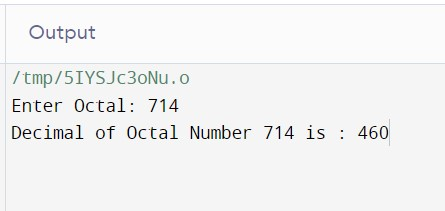 Output
/tmp/5IYSJc3oNu.o
Enter Octal: 714
Decimal of Octal Number 714 is : 460